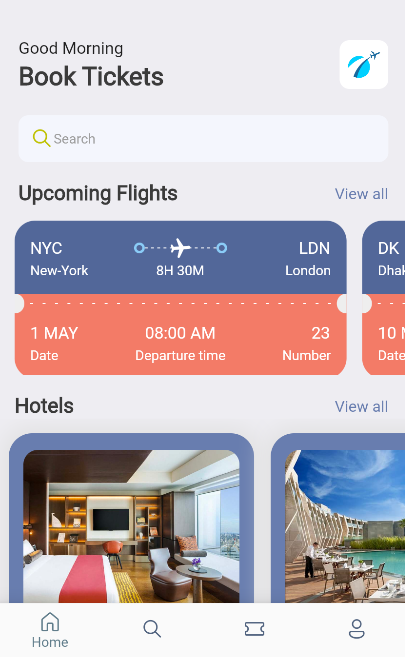 Good Morning
Book Tickets
Search
Upcoming Flights View all
NYC LDN DK
New-York 8H 30M London
1 MAY 08:00 AM 23 10
Date Departure time Number Date
Hotels View all
Home